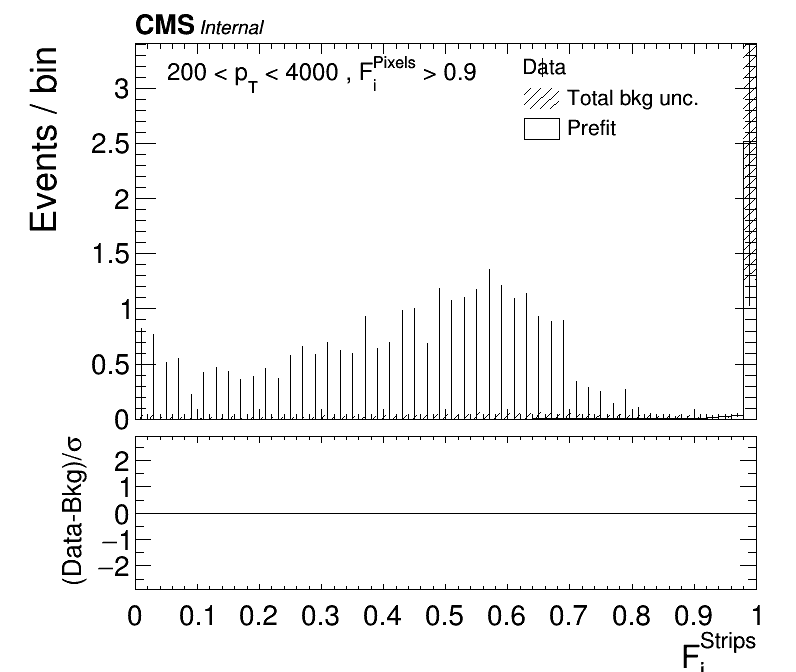 CMS Internal
200 < p_T < 4000 , F_i^Pixels > 0.9
Data
Total bkg unc.
Prefit
Events / bin
3
2.5
2
1.5
1
0.5
0
(Data-Bkg)/σ
2
1
0
−1
−2
0 0.1 0.2 0.3 0.4 0.5 0.6 0.7 0.8 0.9 1
F_i^Strips